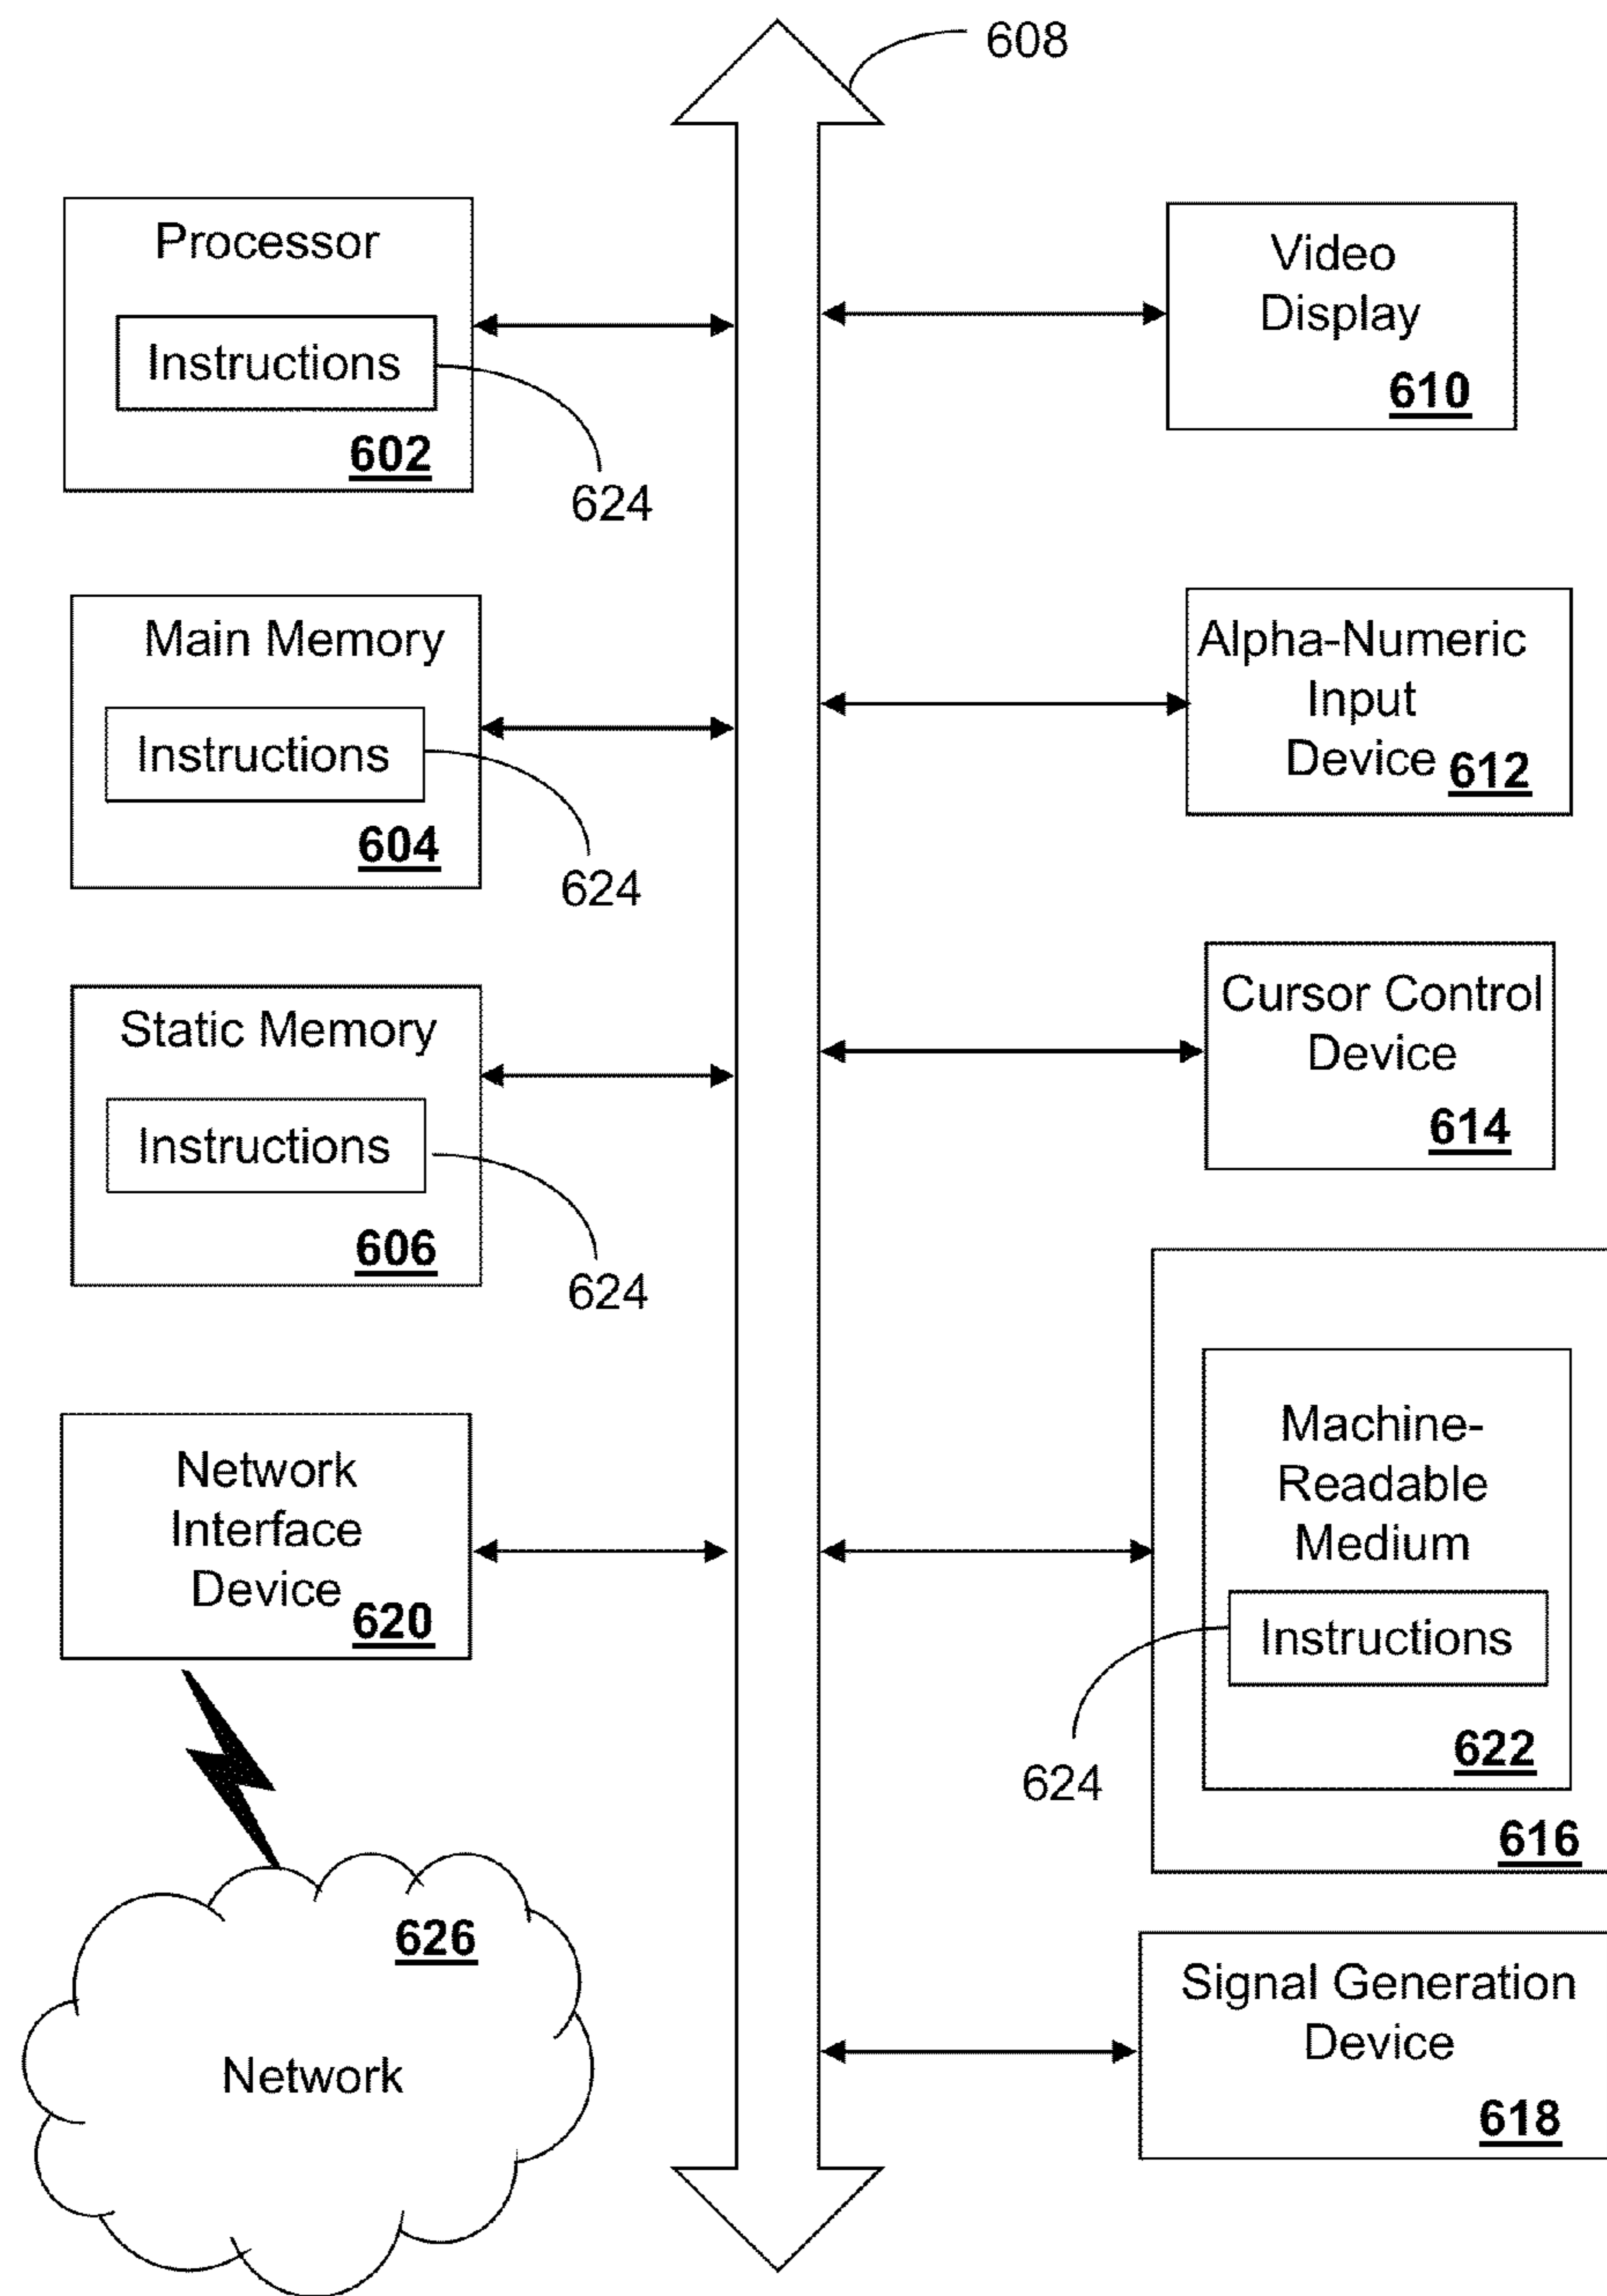 608
Processor
Instructions
602
624
Main Memory
Instructions
604
624
Static Memory
Instructions
606
624
Network
Interface
Device
620
626
Network
Video
Display
610
Alpha-Numeric
Input
Device 612
Cursor Control
Device
614
Machine-
Readable
Medium
Instructions
622
624
616
Signal Generation
Device
618